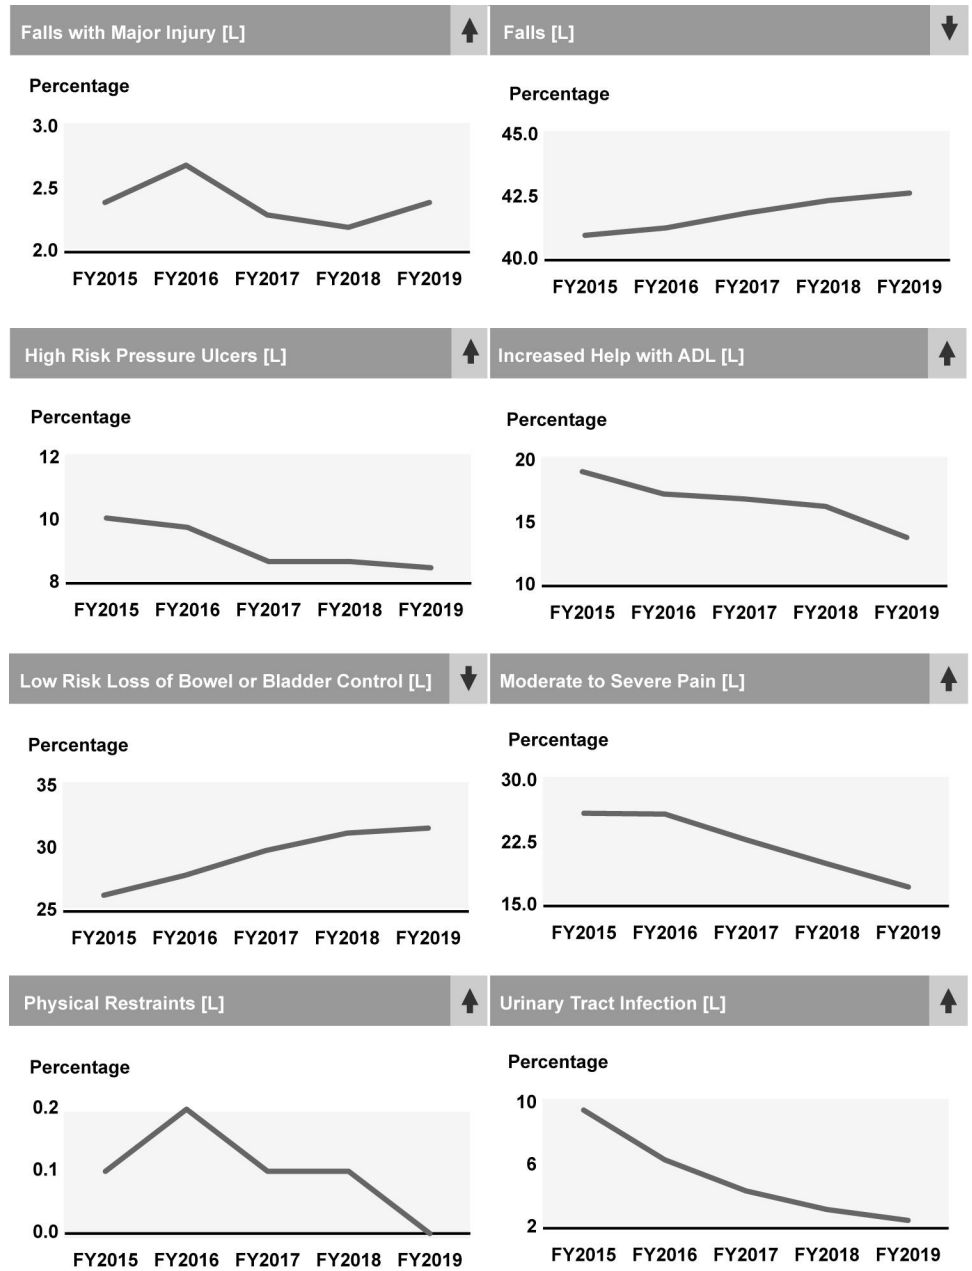 Falls with Major Injury [L]
Percentage
3.0
2.5
2.0
FY2015 FY2016 FY2017 FY2018 FY2019
Falls [L]
Percentage
45.0
42.5
40.0
FY2015 FY2016 FY2017 FY2018 FY2019
High Risk Pressure Ulcers [L]
Percentage
12
10
8
FY2015 FY2016 FY2017 FY2018 FY2019
Increased Help with ADL [L]
Percentage
20
15
10
FY2015 FY2016 FY2017 FY2018 FY2019
Low Risk Loss of Bowel or Bladder Control [L]
Percentage
35
30
25
FY2015 FY2016 FY2017 FY2018 FY2019
Moderate to Severe Pain [L]
Percentage
30.0
22.5
15.0
FY2015 FY2016 FY2017 FY2018 FY2019
Physical Restraints [L]
Percentage
0.2
0.1
0.0
FY2015 FY2016 FY2017 FY2018 FY2019
Urinary Tract Infection [L]
Percentage
10
6
2
FY2015 FY2016 FY2017 FY2018 FY2019